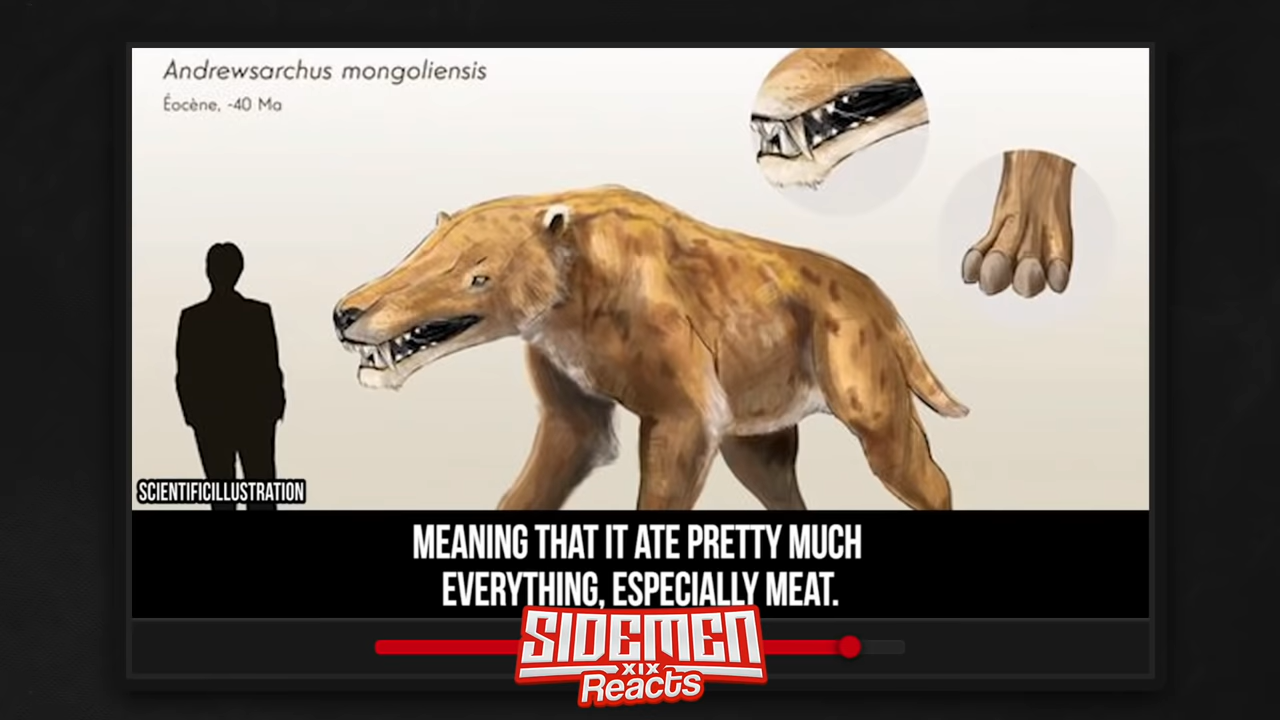 Andrewsarchus mongoliensis
Éocène, -40 Ma
SCIENTIFICILLUSTRATION
MEANING THAT IT ATE PRETTY MUCH
EVERYTHING, ESPECIALLY MEAT.
SIDEMEN
XIX
Reacts